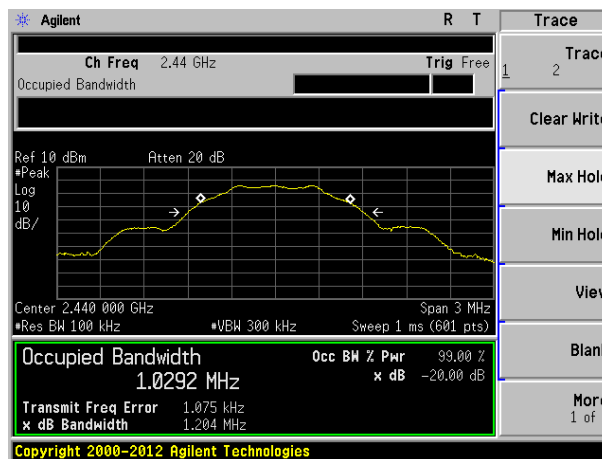 Agilent R T Trace
Ch Freq 2.44 GHz Trig Free
Occupied Bandwidth
Trace
1 2
Clear Write
Max Hold
Min Hold
View
Blank
More
1 of
Ref 10 dBm Atten 20 dB
#Peak
Log
10
dB/
Center 2.440 000 GHz Span 3 MHz
#Res BW 100 kHz #VBW 300 kHz Sweep 1 ms (601 pts)
Occupied Bandwidth Occ BW % Pwr 99.00 %
1.0292 MHz x dB -20.00 dB
Transmit Freq Error 1.075 kHz
x dB Bandwidth 1.204 MHz
Copyright 2000-2012 Agilent Technologies